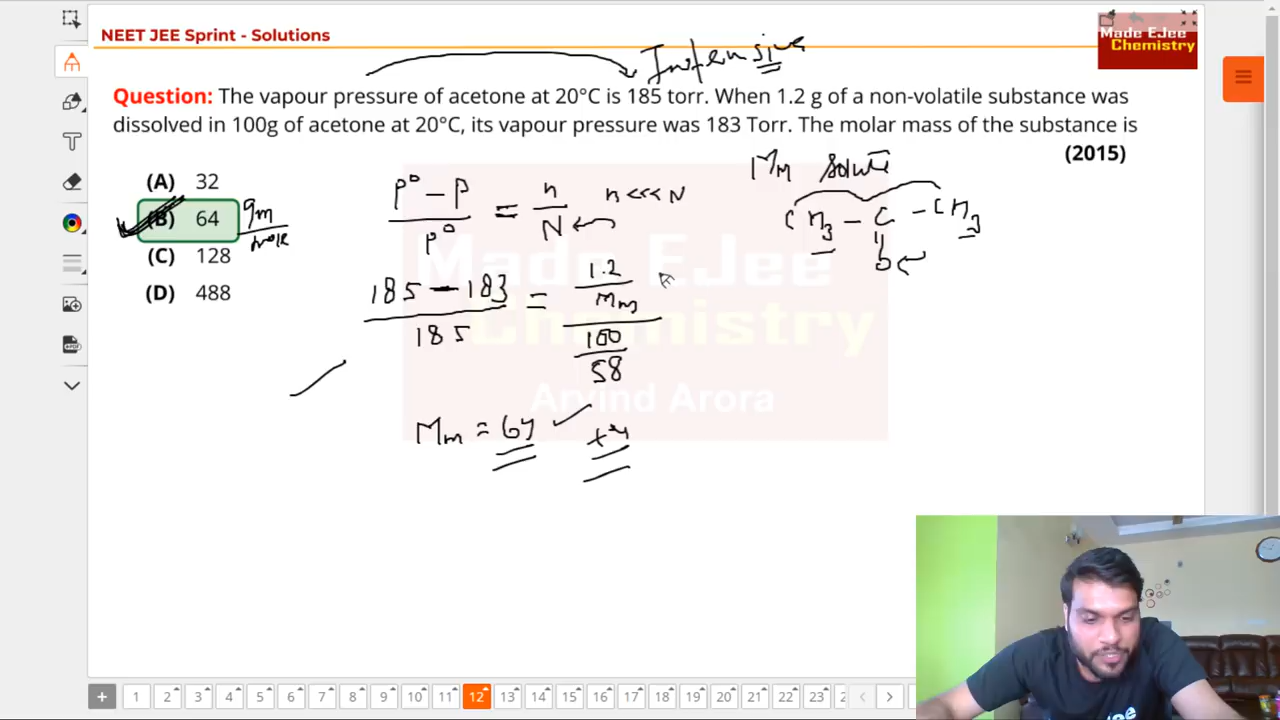 NEET JEE Sprint - Solutions
Made EJee
Chemistry
Intensive
Question: The vapour pressure of acetone at 20°C is 185 torr. When 1.2 g of a non-volatile substance was
dissolved in 100g of acetone at 20°C, its vapour pressure was 183 Torr. The molar mass of the substance is
(2015)
Mm solute
CH3 – C – CH3
||
O
(A) 32
(B) 64 gm/mole
(C) 128
(D) 488
P° – P / P° = n / N
n <<< N
185 – 183 / 185 = 1.2 / Mm / 100 / 58
Mm = 64
Made EJee
Chemistry
Arvind Arora
+ 1 2 3 4 5 6 7 8 9 10 11 12 13 14 15 16 17 18 19 20 21 22 23